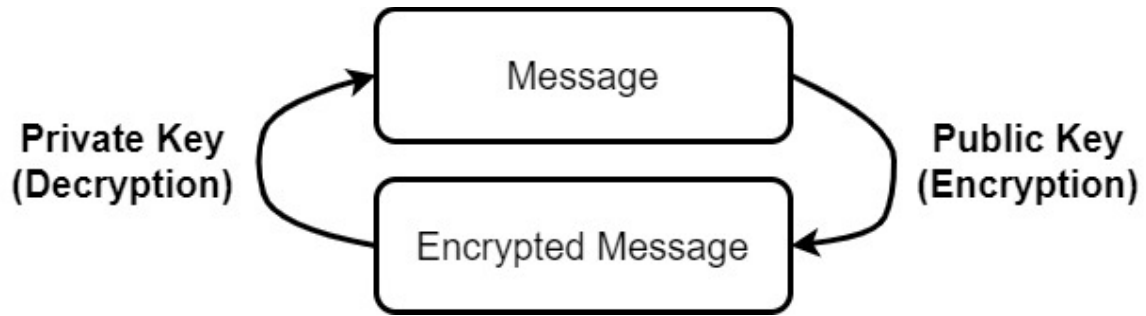 Message
Private Key
(Decryption)
Public Key
(Encryption)
Encrypted Message